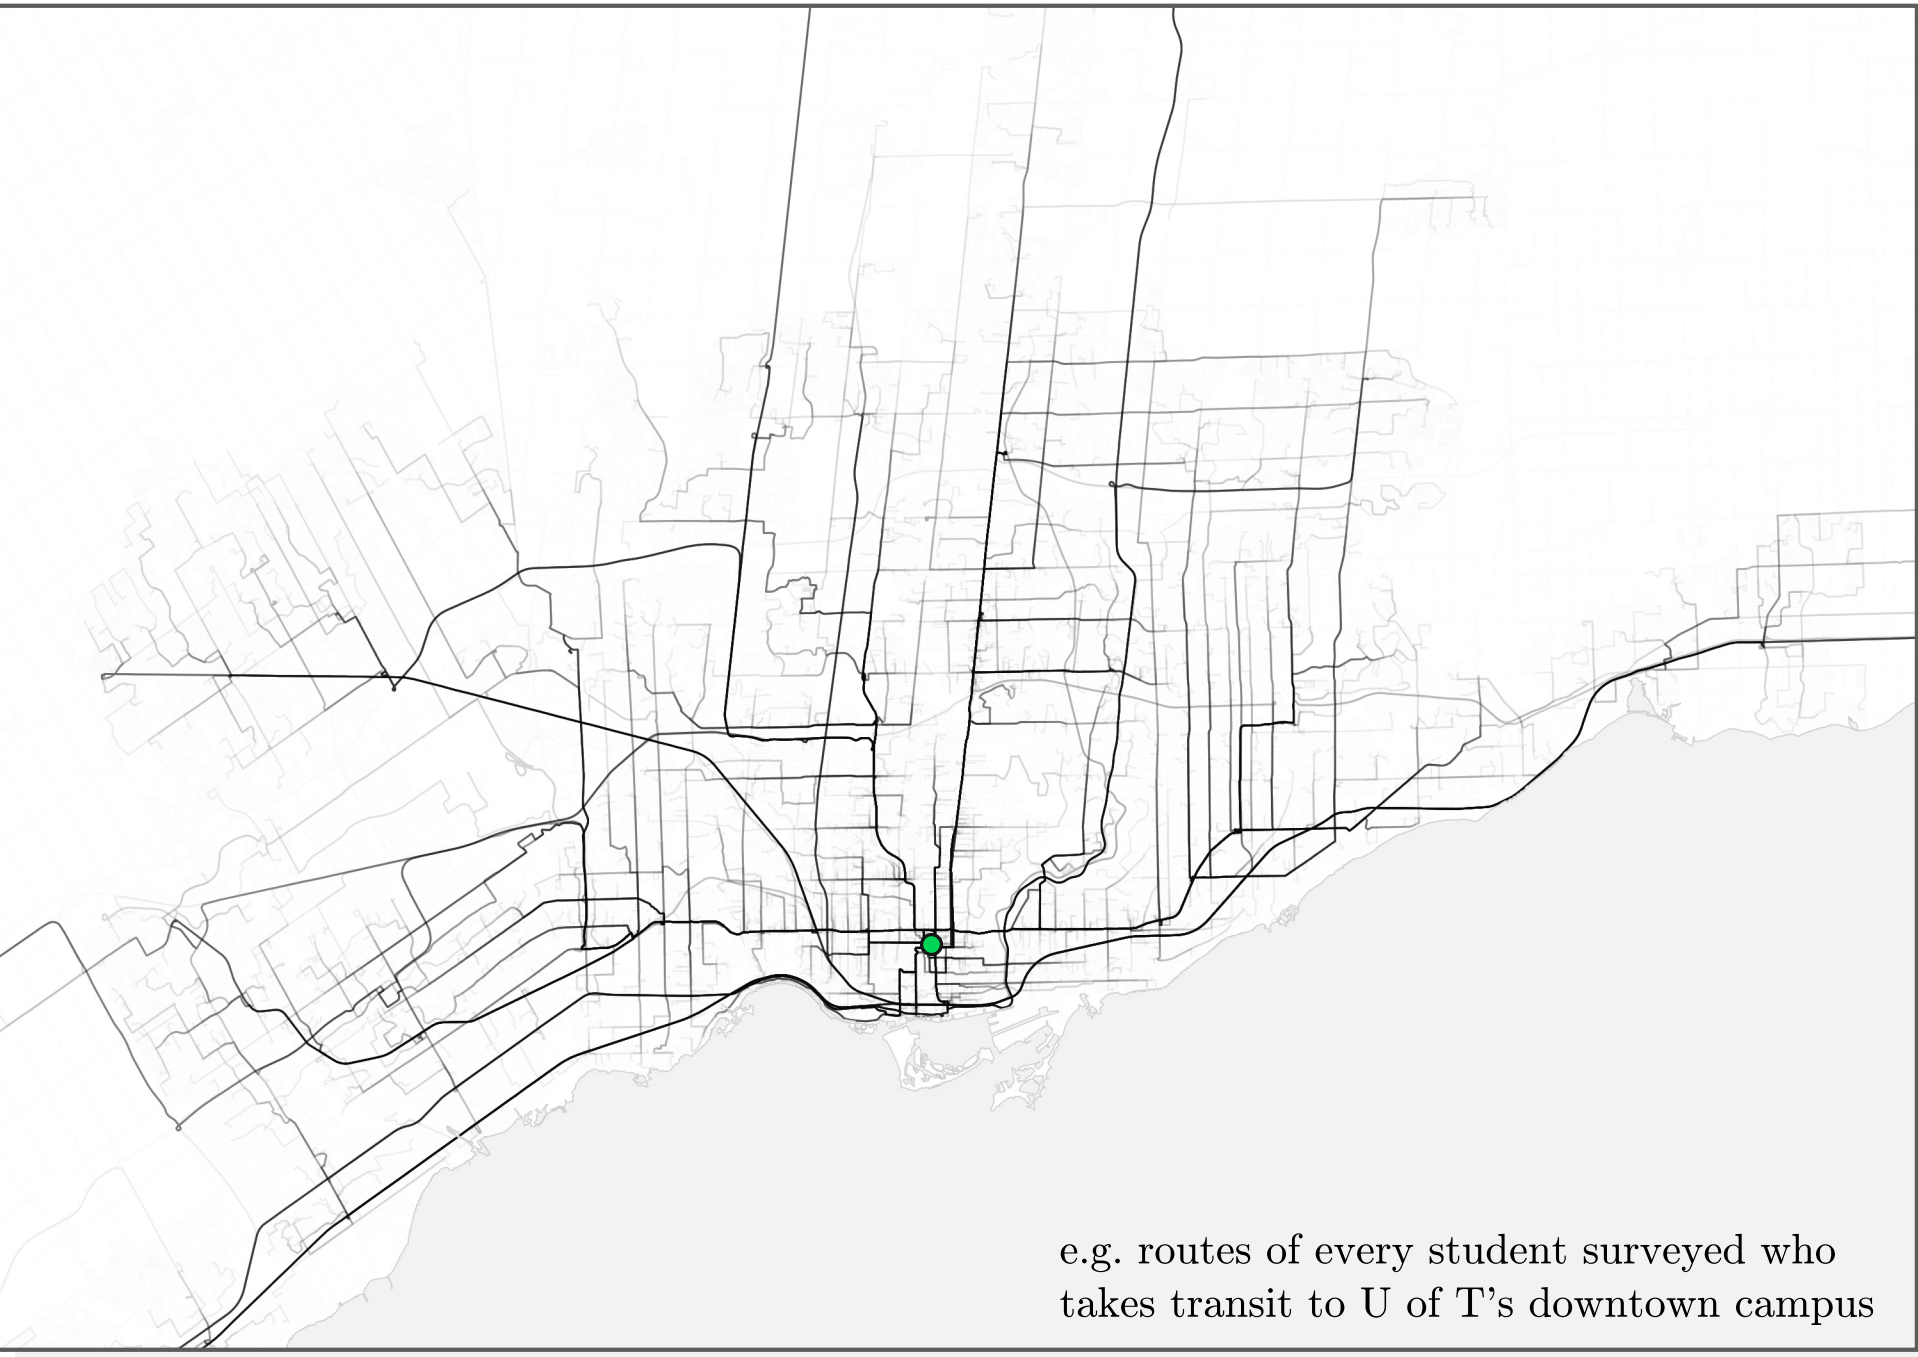 e.g. routes of every student surveyed who
takes transit to U of T’s downtown campus